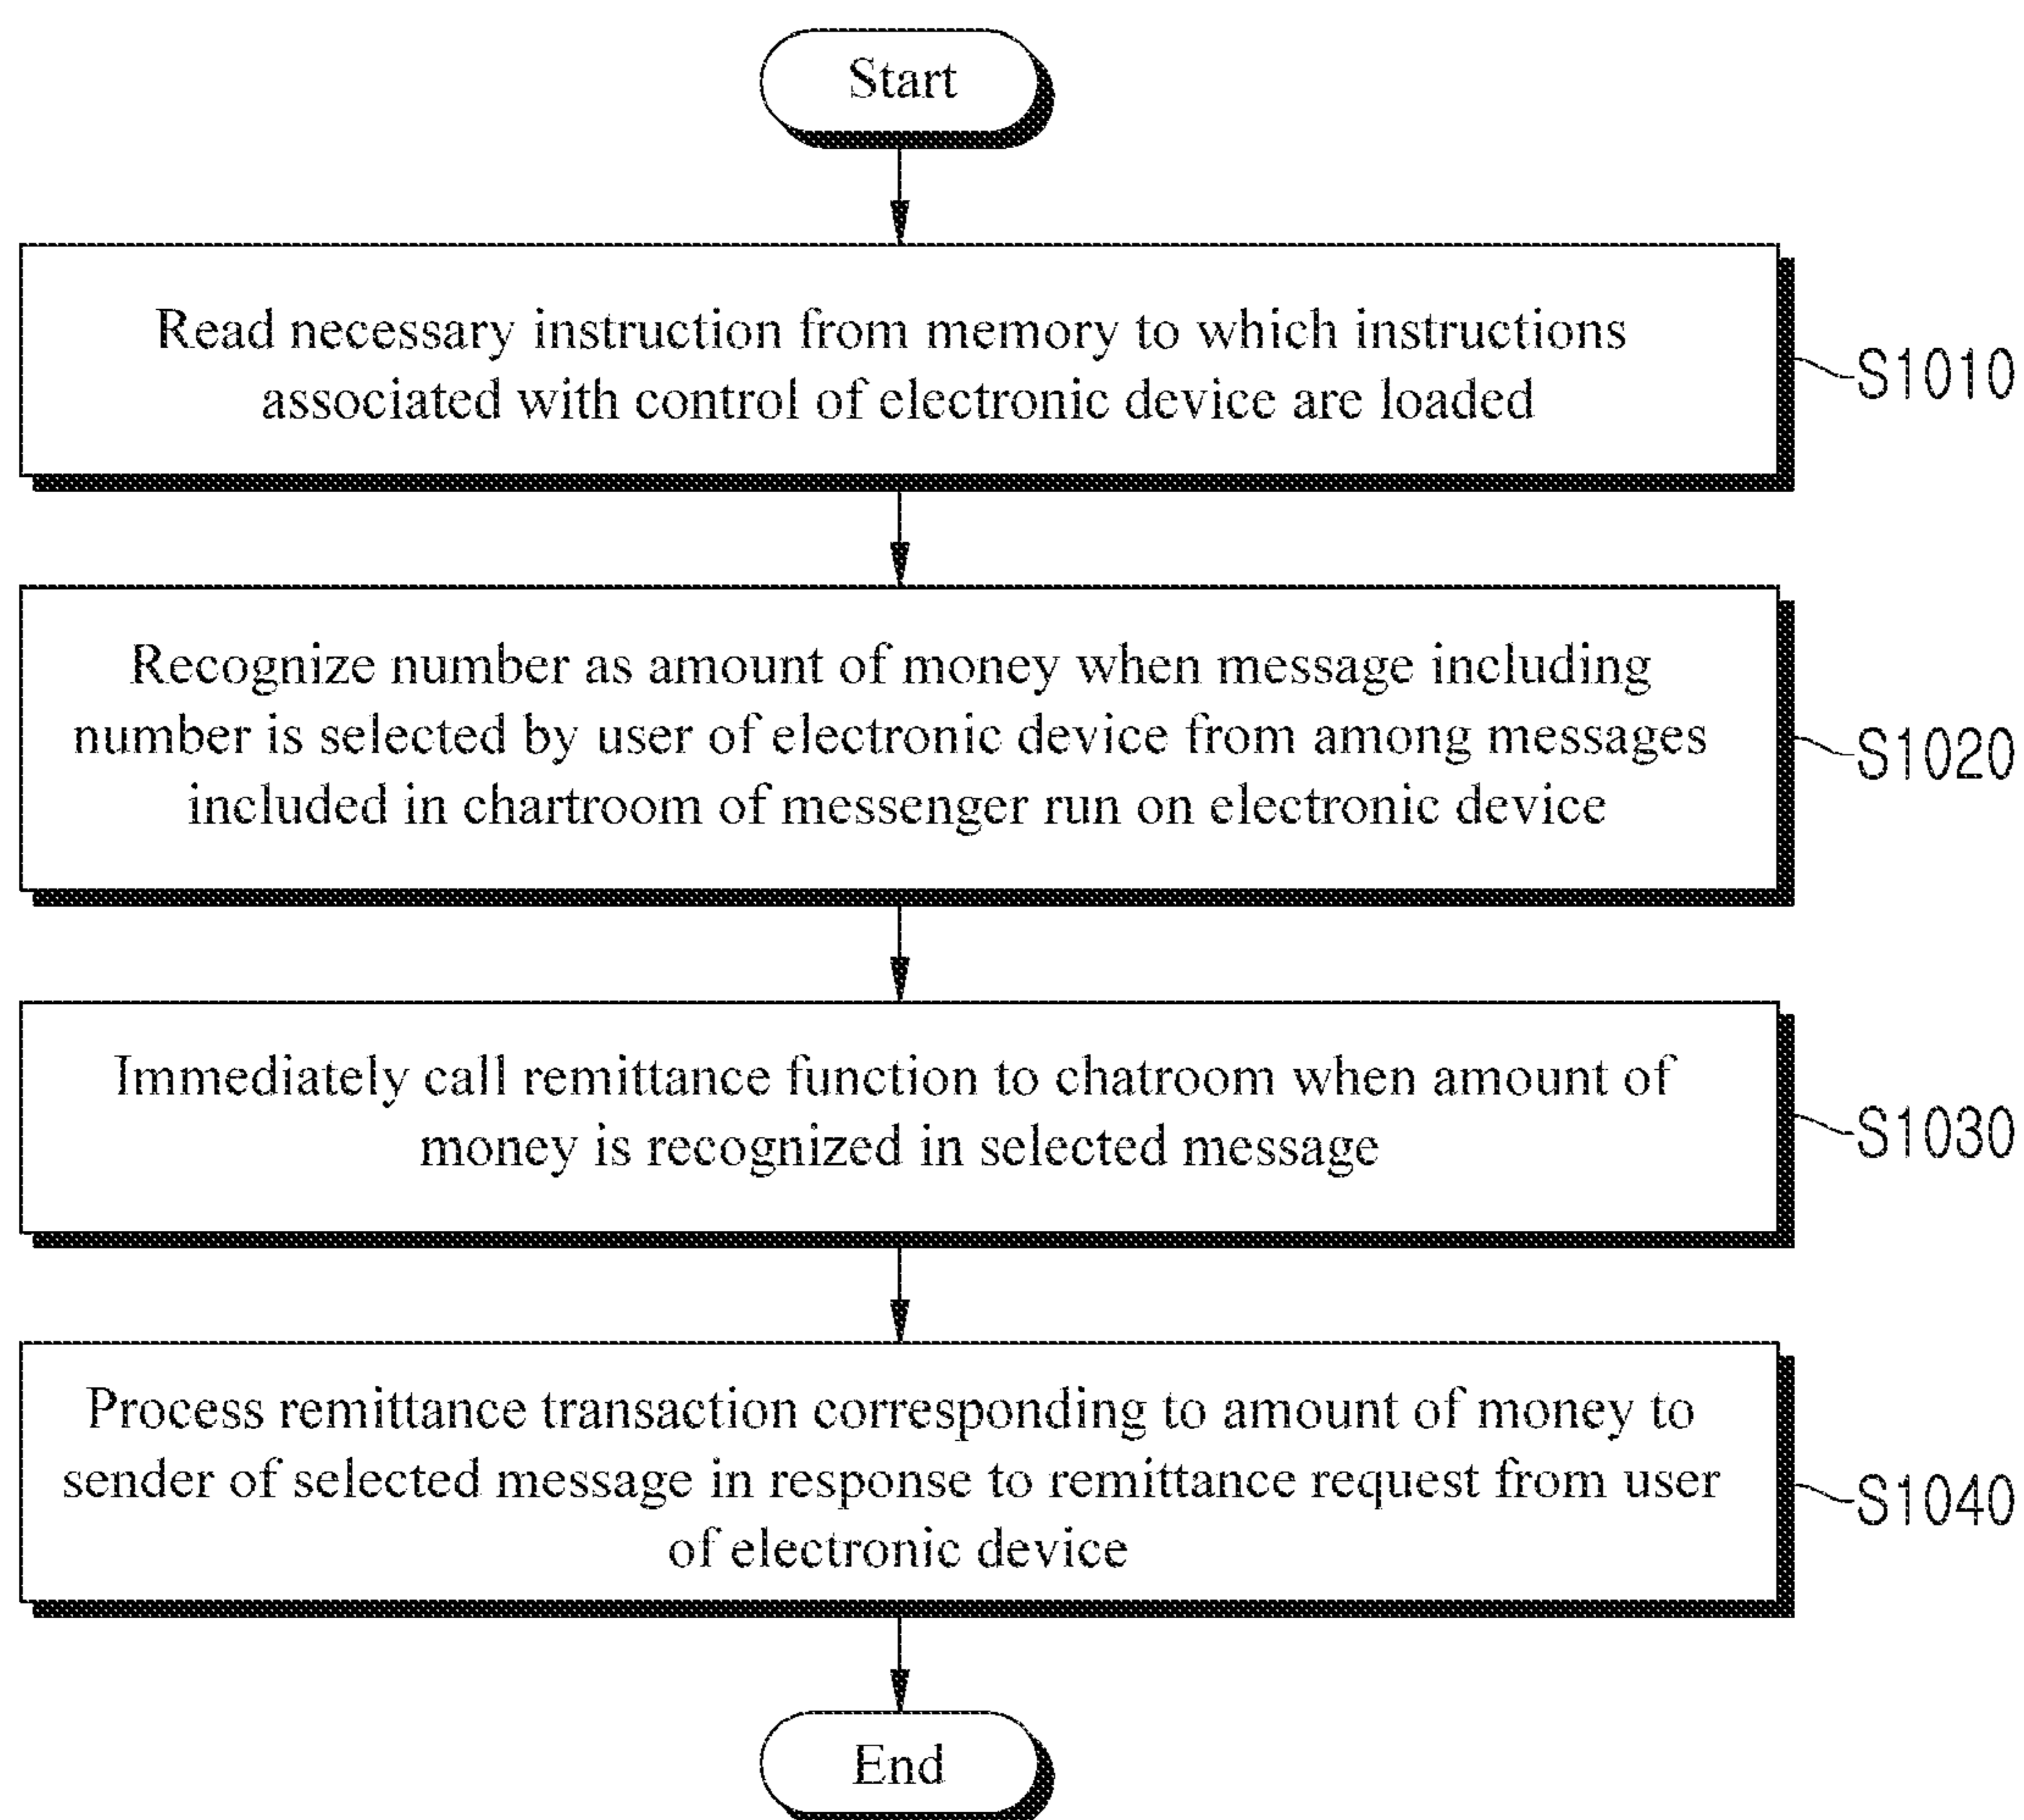 Start
Read necessary instruction from memory to which instructions
associated with control of electronic device are loaded
S1010
Recognize number as amount of money when message including
number is selected by user of electronic device from among messages
included in chartroom of messenger run on electronic device
S1020
Immediately call remittance function to chatroom when amount of
money is recognized in selected message
S1030
Process remittance transaction corresponding to amount of money to
sender of selected message in response to remittance request from user
of electronic device
S1040
End